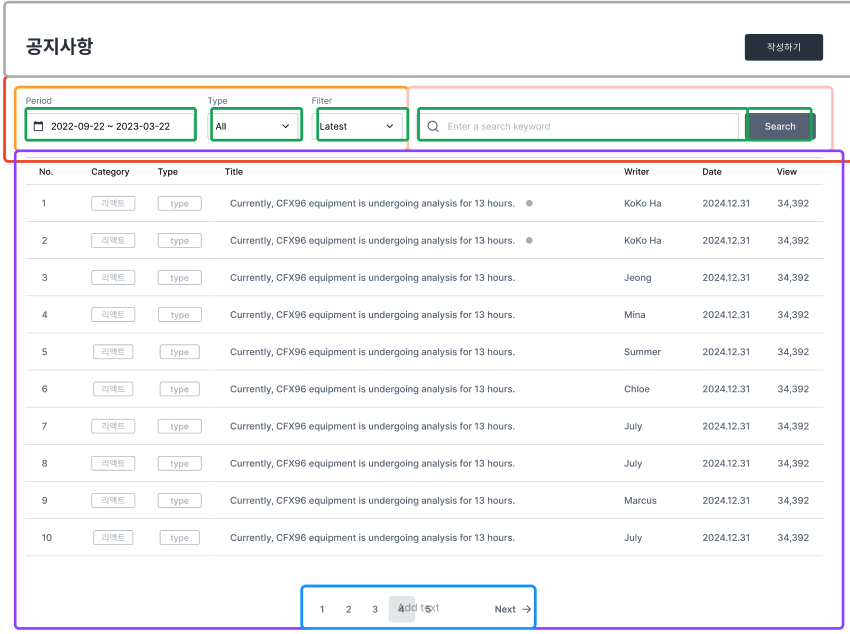 공지사항
작성하기
Period
Type
Filter
2022-09-22 ~ 2023-03-22
All
Latest
Enter a search keyword
Search
No. Category Type Title Writer Date View
1 리액트 type Currently, CFX96 equipment is undergoing analysis for 13 hours. KoKo Ha 2024.12.31 34,392
2 리액트 type Currently, CFX96 equipment is undergoing analysis for 13 hours. KoKo Ha 2024.12.31 34,392
3 리액트 type Currently, CFX96 equipment is undergoing analysis for 13 hours. Jeong 2024.12.31 34,392
4 리액트 type Currently, CFX96 equipment is undergoing analysis for 13 hours. Mina 2024.12.31 34,392
5 리액트 type Currently, CFX96 equipment is undergoing analysis for 13 hours. Summer 2024.12.31 34,392
6 리액트 type Currently, CFX96 equipment is undergoing analysis for 13 hours. Chloe 2024.12.31 34,392
7 리액트 type Currently, CFX96 equipment is undergoing analysis for 13 hours. July 2024.12.31 34,392
8 리액트 type Currently, CFX96 equipment is undergoing analysis for 13 hours. July 2024.12.31 34,392
9 리액트 type Currently, CFX96 equipment is undergoing analysis for 13 hours. Marcus 2024.12.31 34,392
10 리액트 type Currently, CFX96 equipment is undergoing analysis for 13 hours. July 2024.12.31 34,392
1 2 3 4 5 Next
Add text